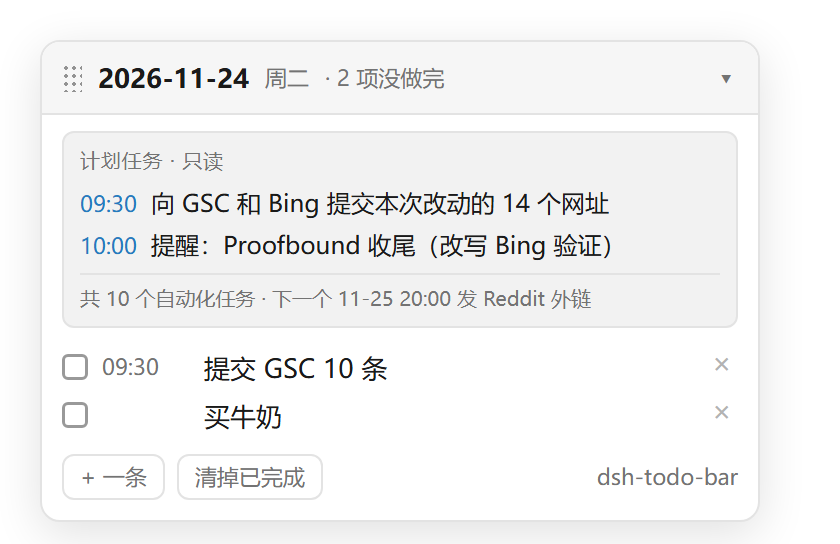 2026-11-24 周二 · 2 项没做完 ▼
计划任务 · 只读
09:30 向 GSC 和 Bing 提交本次改动的 14 个网址
10:00 提�：Proofbound 收尾（改写 Bing 验证）
共 10 个自动化任务 · 下一个 11-25 20:00 发 Reddit 外链
09:30 提交 GSC 10 条 ×
买牛奶 ×
+ 一条 清掉已完成 dsh-todo-bar